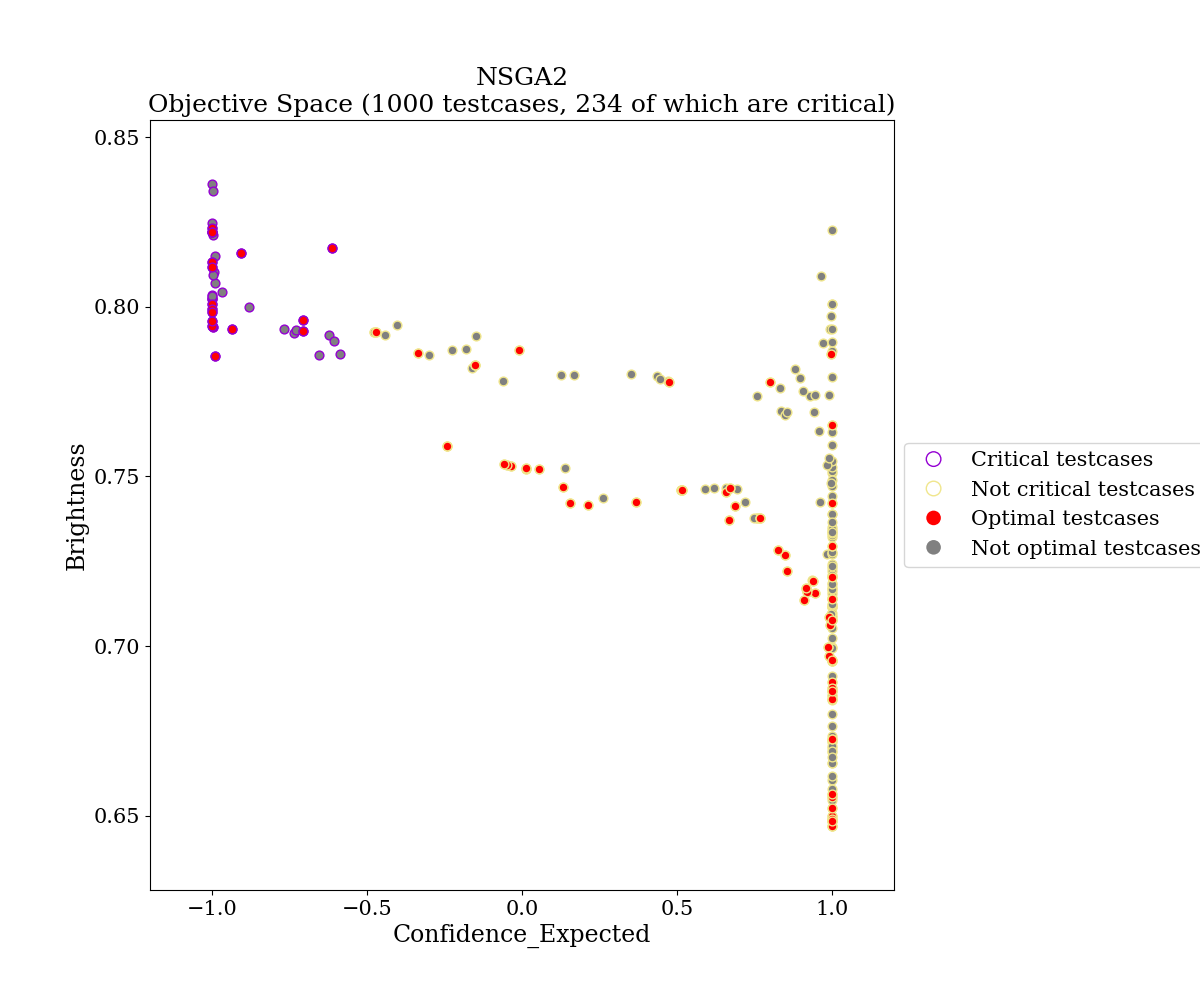 NSGA2
Objective Space (1000 testcases, 234 of which are critical)
0.85
0.80
0.75
0.70
0.65
Brightness
−1.0
−0.5
0.0
0.5
1.0
Confidence_Expected
Critical testcases
Not critical testcases
Optimal testcases
Not optimal testcases